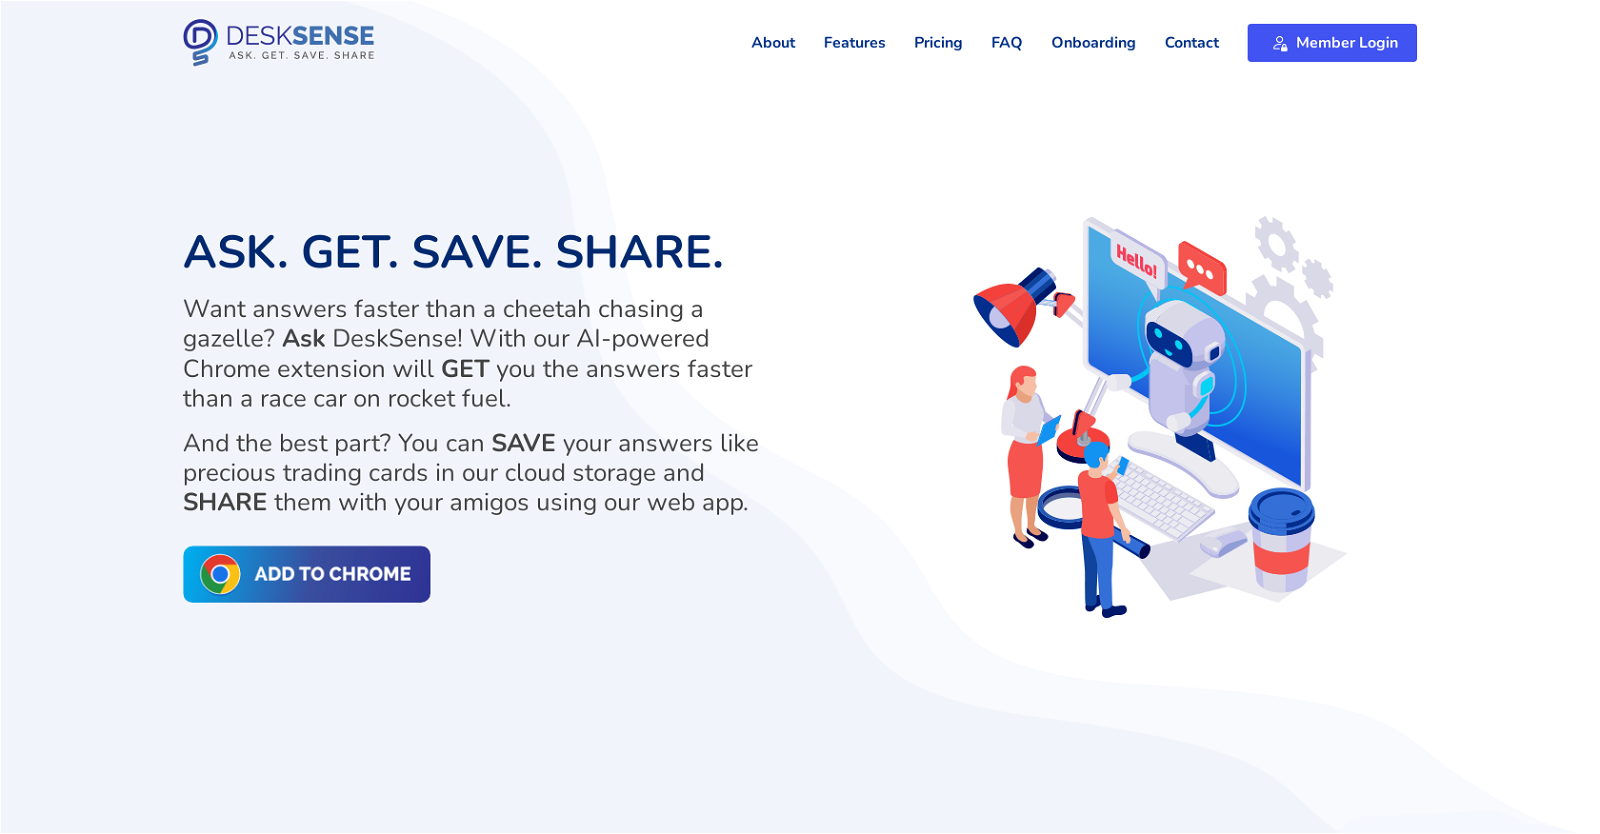 DESKSENSE
ASK. GET. SAVE. SHARE
About
Features
Pricing
FAQ
Onboarding
Contact
Member Login
ASK. GET. SAVE. SHARE.
Want answers faster than a cheetah chasing a
gazelle? Ask DeskSense! With our AI-powered
Chrome extension will GET you the answers faster
than a race car on rocket fuel.
And the best part? You can SAVE your answers like
precious trading cards in our cloud storage and
SHARE them with your amigos using our web app.
ADD TO CHROME
Hello!